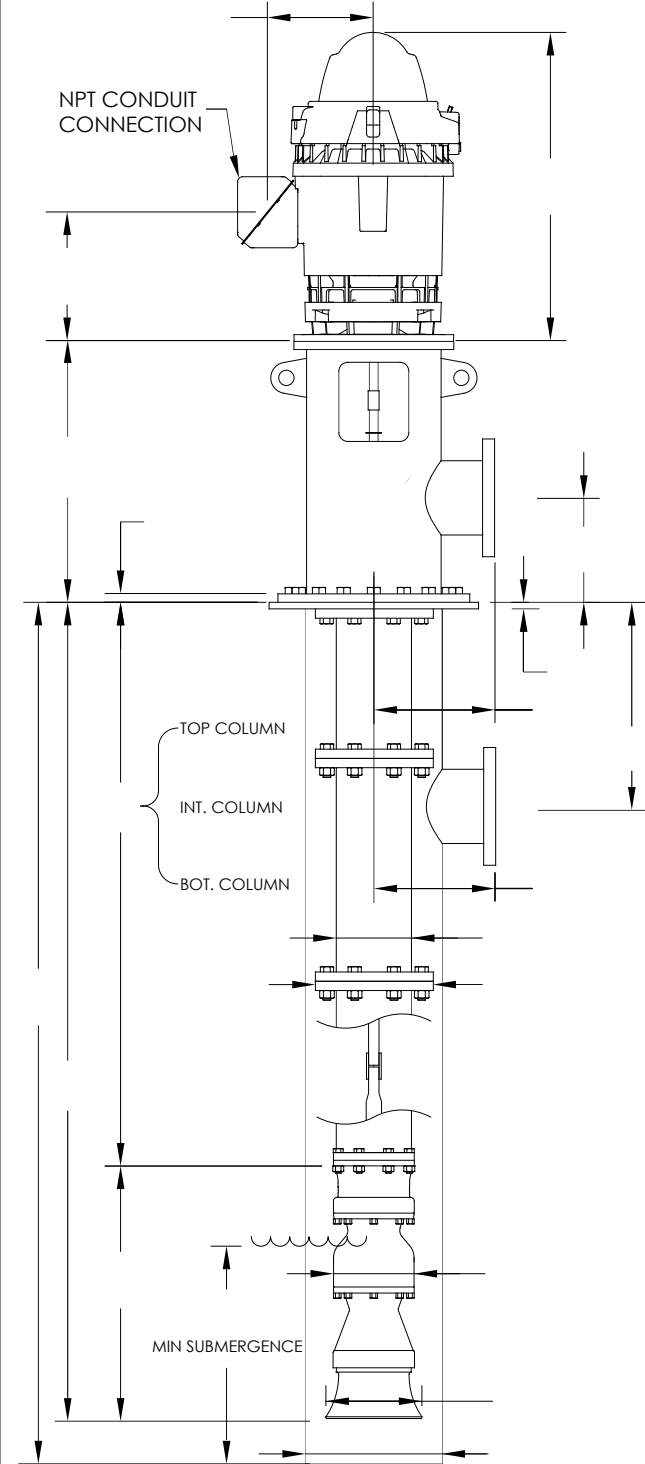 NPT CONDUIT
CONNECTION
TOP COLUMN
INT. COLUMN
BOT. COLUMN
MIN SUBMERGENCE